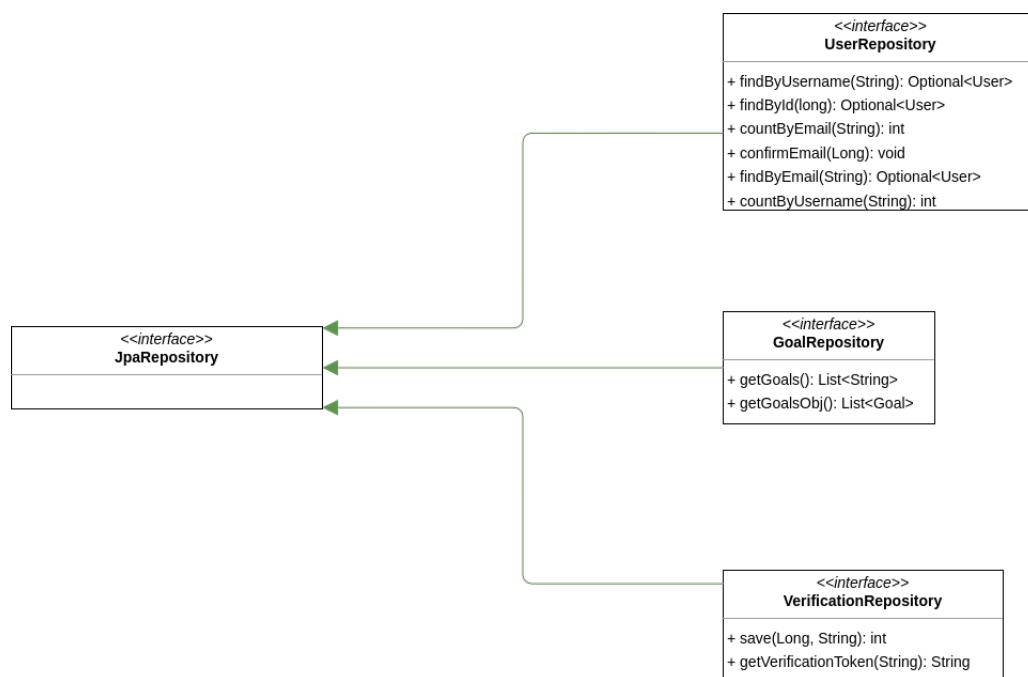 <<interface>>
UserRepository
+ findByUsername(String): Optional<User>
+ findById(long): Optional<User>
+ countByEmail(String): int
+ confirmEmail(Long): void
+ findByEmail(String): Optional<User>
+ countByUsername(String): int
<<interface>>
JpaRepository
<<interface>>
GoalRepository
+ getGoals(): List<String>
+ getGoalsObj(): List<Goal>
<<interface>>
VerificationRepository
+ save(Long, String): int
+ getVerificationToken(String): String